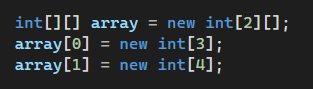 int[][] array = new int[2][];
array[0] = new int[3];
array[1] = new int[4];